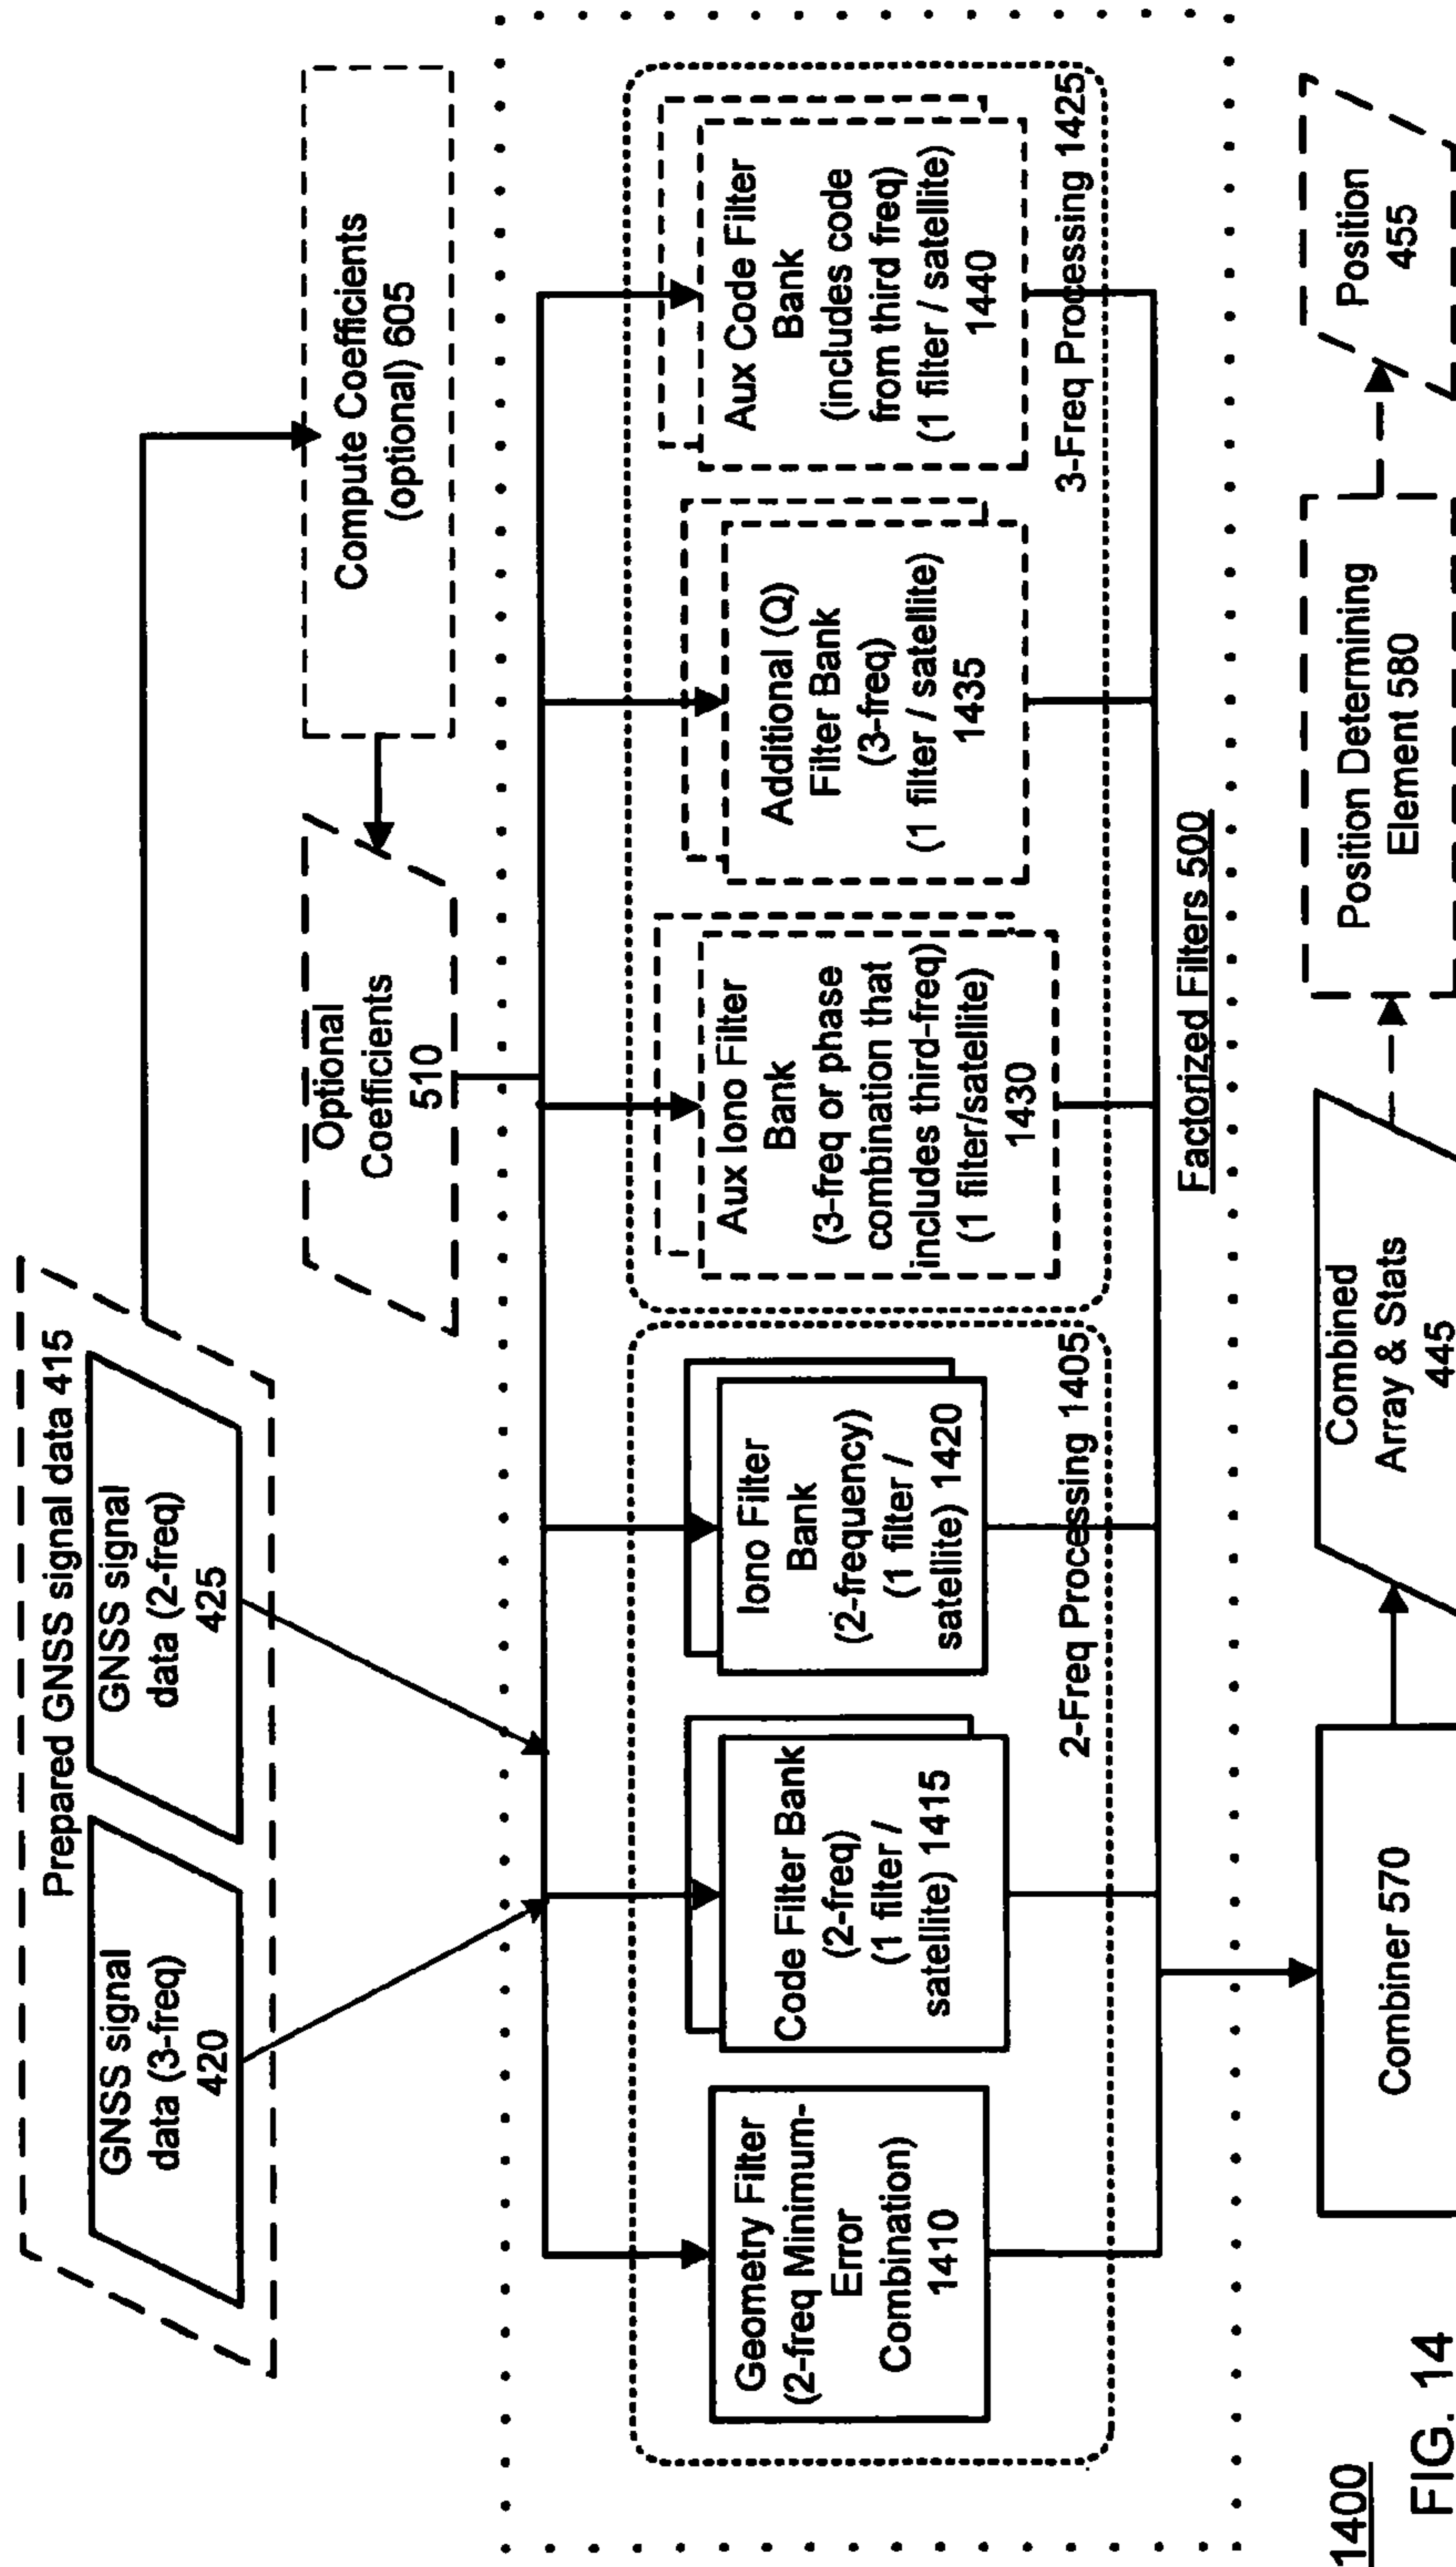 Prepared GNSS signal data 415
GNSS signal
data (3-freq)
420
GNSS signal
data (2-freq)
425
Optional
Coefficients
510
Compute Coefficients
(optional) 605
Geometry Filter
(2-freq Minimum-
Error
Combination)
1410
Code Filter Bank
(2-freq)
(1 filter /
satellite) 1415
Iono Filter
Bank
(2-frequency)
(1 filter /
satellite) 1420
2-Freq Processing 1405
Aux Iono Filter
Bank
(3-freq or phase
combination that
includes third-freq)
(1 filter/satellite)
1430
Additional (Q)
Filter Bank
(3-freq)
(1 filter / satellite)
1435
Aux Code Filter
Bank
(includes code
from third freq)
(1 filter / satellite)
1440
3-Freq Processing 1425
Factorized Filters 500
Combiner 570
Combined
Array & Stats
445
Position Determining
Element 580
Position
455
1400
FIG. 14